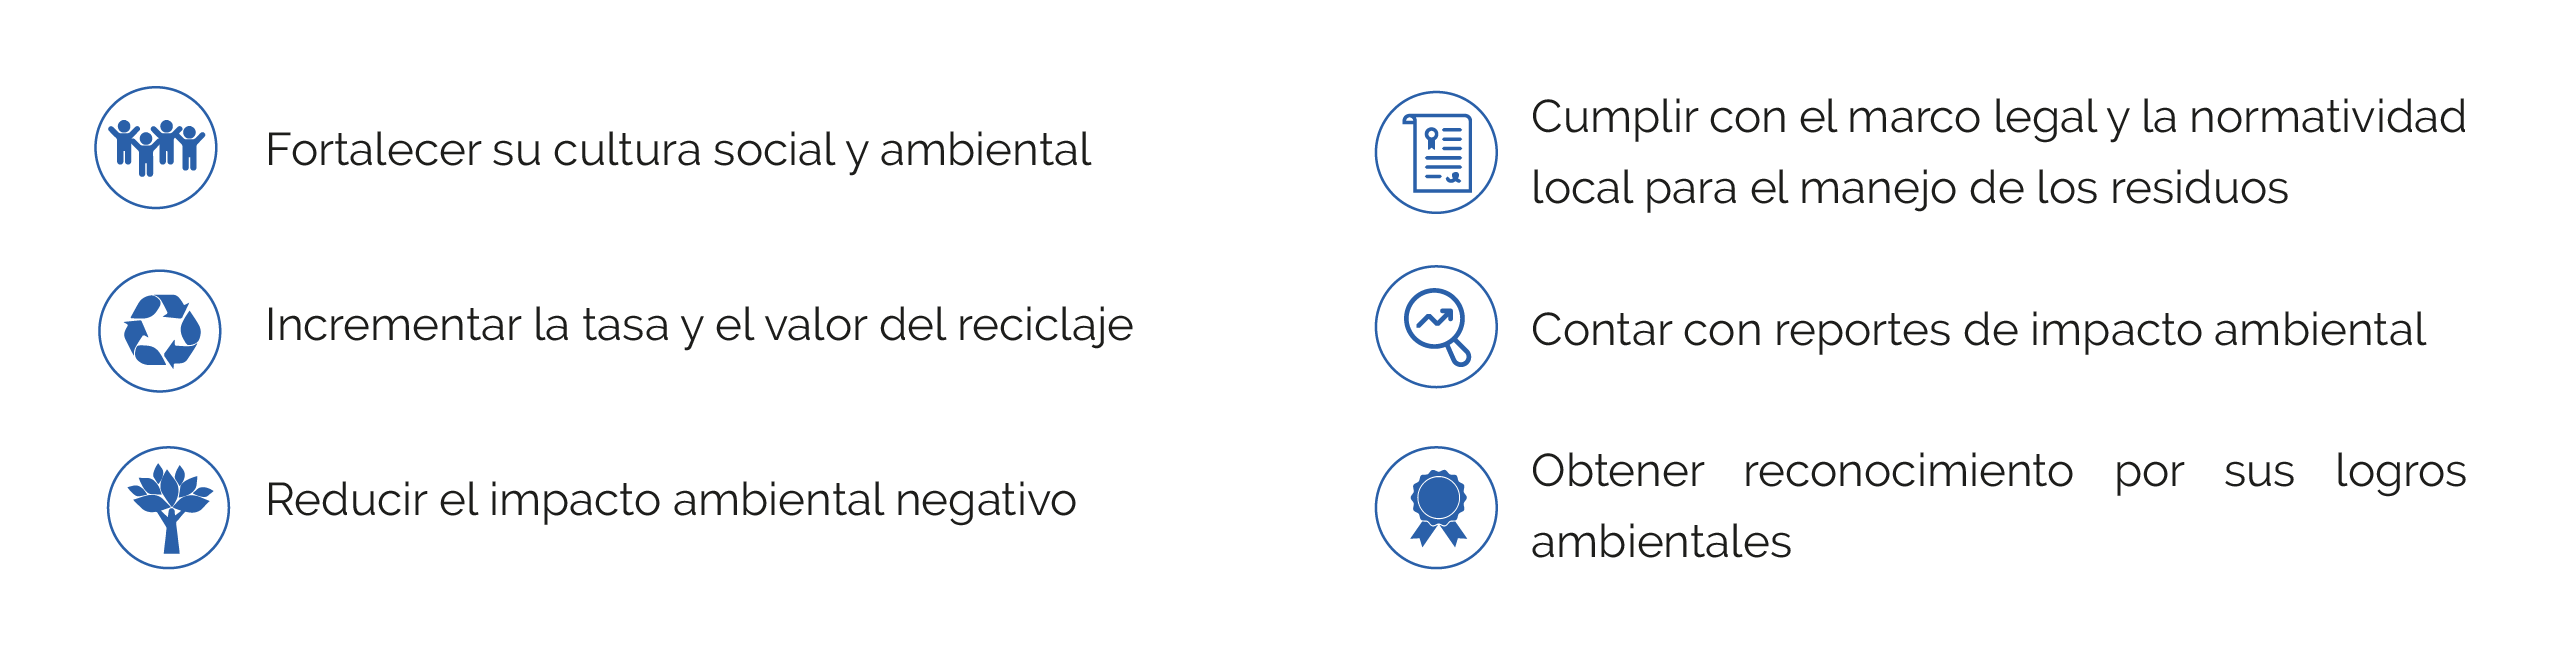 Fortalecer su cultura social y ambiental
Incrementar la tasa y el valor del reciclaje
Reducir el impacto ambiental negativo
Cumplir con el marco legal y la normatividad
local para el manejo de los residuos
Contar con reportes de impacto ambiental
Obtener reconocimiento por sus logros
ambientales